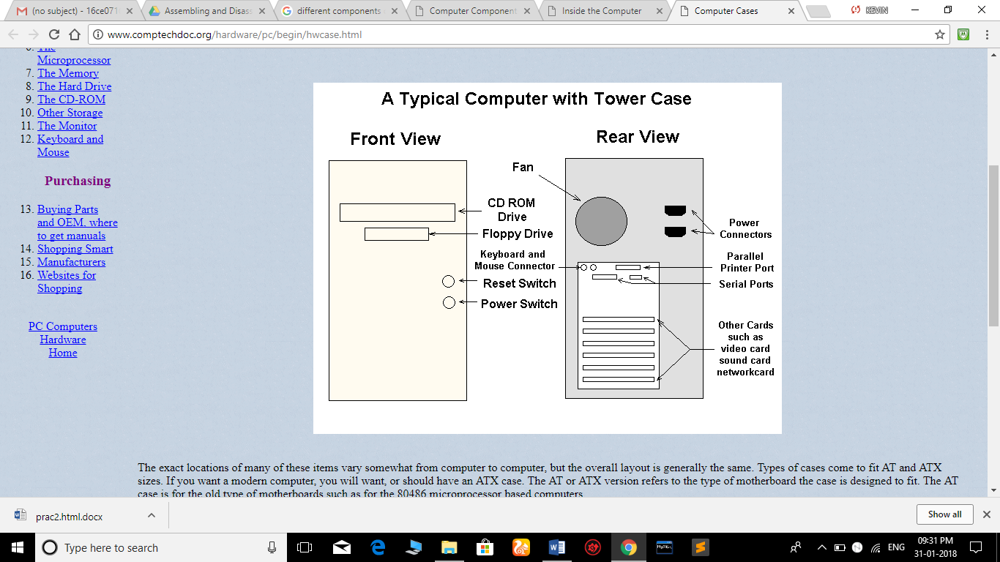 (no subject) - 16ce071
Assembling and Disass
different components
Computer Component
Inside the Computer
Computer Cases
KEVIN
www.comptechdoc.org/hardware/pc/begin/hwcase.html
6. The
Microprocessor
7. The Memory
8. The Hard Drive
9. The CD-ROM
10. Other Storage
11. The Monitor
12. Keyboard and
Mouse
Purchasing
13. Buying Parts
and OEM. where
to get manuals
14. Shopping Smart
15. Manufacturers
16. Websites for
Shopping
PC Computers
Hardware
Home
A Typical Computer with Tower Case
Front View
Rear View
Fan
CD ROM
Drive
Floppy Drive
Keyboard and
Mouse Connector
Reset Switch
Power Switch
Power
Connectors
Parallel
Printer Port
Serial Ports
Other Cards
such as
video card
sound card
networkcard
The exact locations of many of these items vary somewhat from computer to computer, but the overall layout is generally the same. Types of cases come to fit AT and ATX
sizes. If you want a modern computer, you will want, or should have an ATX case. The AT or ATX version refers to the type of motherboard the case is designed to fit. The AT
case is for the old type of motherboards such as for the 80486 microprocessor based computers
prac2.html.docx
Show all
Type here to search
MySQL
ENG
09:31 PM
31-01-2018